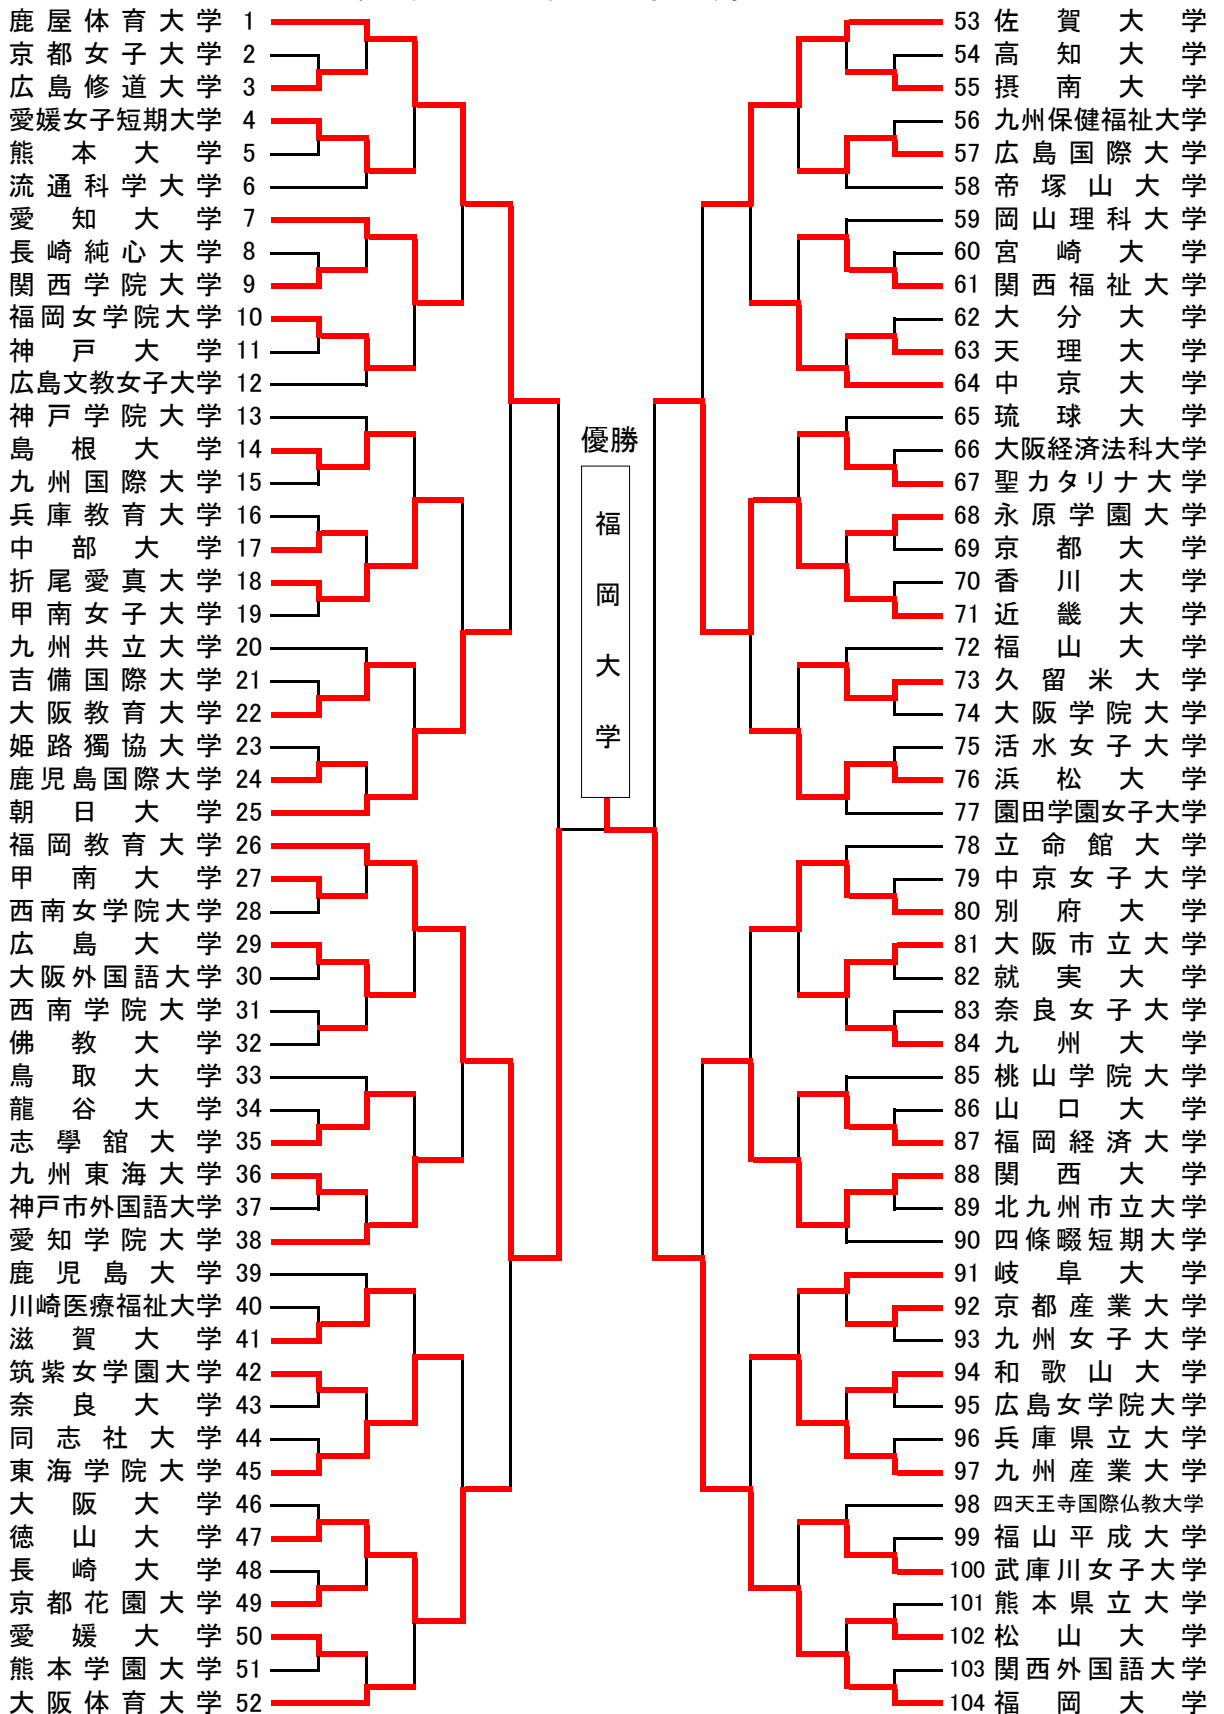 鹿屋体育大学 1
京都女子大学 2
広島修道大学 3
愛媛女子短期大学 4
熊本大学 5
流通科学大学 6
愛知大学 7
長崎純心大学 8
関西学院大学 9
福岡女学院大学 10
神戸大学 11
広島文教女子大学 12
神戸学院大学 13
島根大学 14
九州国際大学 15
兵庫教育大学 16
中部大学 17
折尾愛真大学 18
甲南女子大学 19
九州共立大学 20
吉備国際大学 21
大阪教育大学 22
姫路獨協大学 23
鹿児島国際大学 24
朝日大学 25
福岡教育大学 26
甲南大学 27
西南女学院大学 28
広島大学 29
大阪外国語大学 30
西南学院大学 31
佛教大学 32
鳥取大学 33
龍谷大学 34
志學舘大学 35
九州東海大学 36
神戸市外国語大学 37
愛知学院大学 38
鹿児島大学 39
川崎医療福祉大学 40
滋賀大学 41
筑紫女学園大学 42
奈良大学 43
同志社大学 44
東海学院大学 45
大阪大学 46
徳山大学 47
長崎大学 48
京都花園大学 49
愛媛大学 50
熊本学園大学 51
大阪体育大学 52
優勝
福岡大学
53 佐賀大学
54 高知大学
55 摂南大学
56 九州保健福祉大学
57 広島国際大学
58 帝塚山大学
59 岡山理科大学
60 宮崎大学
61 関西福祉大学
62 大分大学
63 天理大学
64 中京大学
65 琉球大学
66 大阪経済法科大学
67 聖カタリナ大学
68 永原学園大学
69 京都大学
70 香川大学
71 近畿大学
72 福山大学
73 久留米大学
74 大阪学院大学
75 活水女子大学
76 浜松大学
77 園田学園女子大学
78 立命館大学
79 中京女子大学
80 別府大学
81 大阪市立大学
82 就実大学
83 奈良女子大学
84 九州大学
85 桃山学院大学
86 山口大学
87 福岡経済大学
88 関西大学
89 北九州市立大学
90 四條畷短期大学
91 岐阜大学
92 京都産業大学
93 九州女子大学
94 和歌山大学
95 広島女学院大学
96 兵庫県立大学
97 九州産業大学
98 四天王寺国際仏教大学
99 福山平成大学
100 武庫川女子大学
101 熊本県立大学
102 松山大学
103 関西外国語大学
104 福岡大学